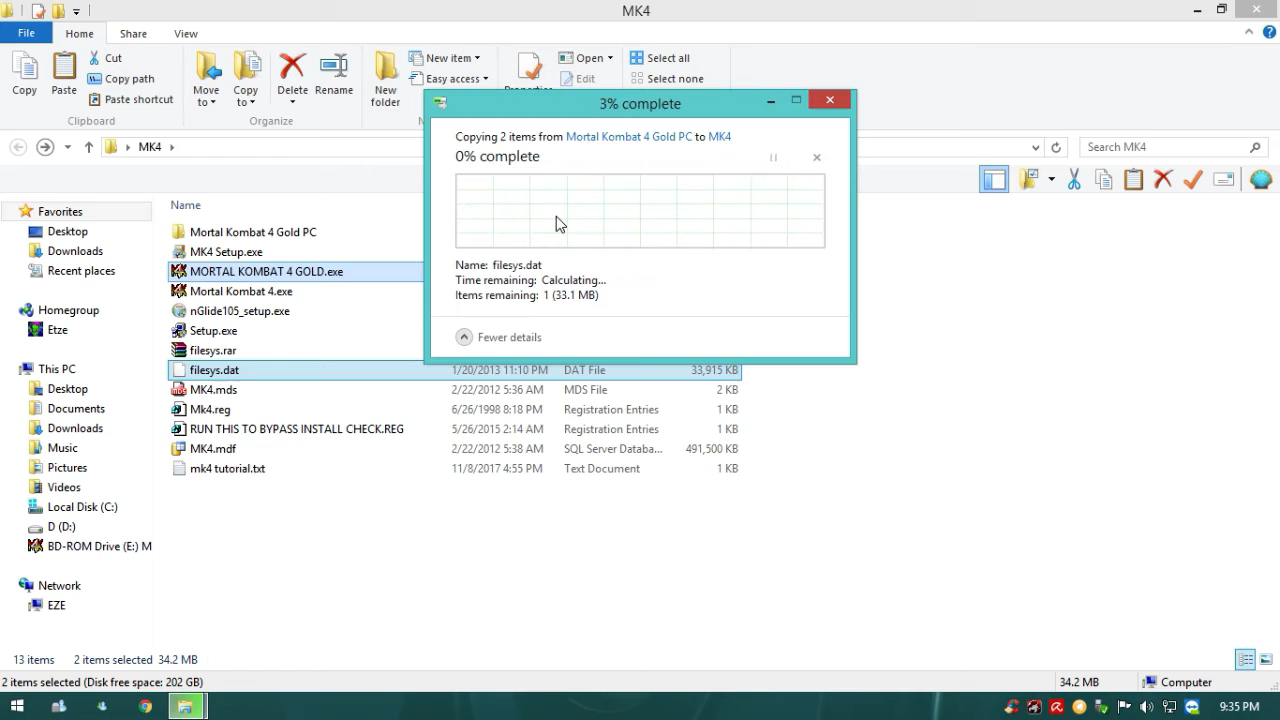 MK4
File Home Share View
Copy
Paste
Cut
Copy path
Paste shortcut
Clipboard
Move to
Copy to
Delete
Rename
Organize
New folder
New item
Easy access
Open
Edit
Select all
Select none
MK4
Search MK4
3% complete
Copying 2 items from Mortal Kombat 4 Gold PC to MK4
0% complete
Name: filesys.dat
Time remaining: Calculating...
Items remaining: 1 (33.1 MB)
Fewer details
Favorites
Desktop
Downloads
Recent places
Homegroup
Etze
This PC
Desktop
Documents
Downloads
Music
Pictures
Videos
Local Disk (C:)
D (D:)
BD-ROM Drive (E:) M
Network
EZE
Name
Mortal Kombat 4 Gold PC
MK4 Setup.exe
MORTAL KOMBAT 4 GOLD.exe
Mortal Kombat 4.exe
nGlide105_setup.exe
Setup.exe
filesys.rar
filesys.dat 1/20/2013 11:10 PM DAT File 33,915 KB
MK4.mds 2/22/2012 5:36 AM MDS File 2 KB
Mk4.reg 6/26/1998 8:18 PM Registration Entries 1 KB
RUN THIS TO BYPASS INSTALL CHECK.REG 5/26/2015 2:14 AM Registration Entries 1 KB
MK4.mdf 2/22/2012 5:38 AM SQL Server Databa... 491,500 KB
mk4 tutorial.txt 11/8/2017 4:55 PM Text Document 1 KB
13 items 2 items selected 34.2 MB
2 items selected (Disk free space: 202 GB) 34.2 MB Computer
9:35 PM